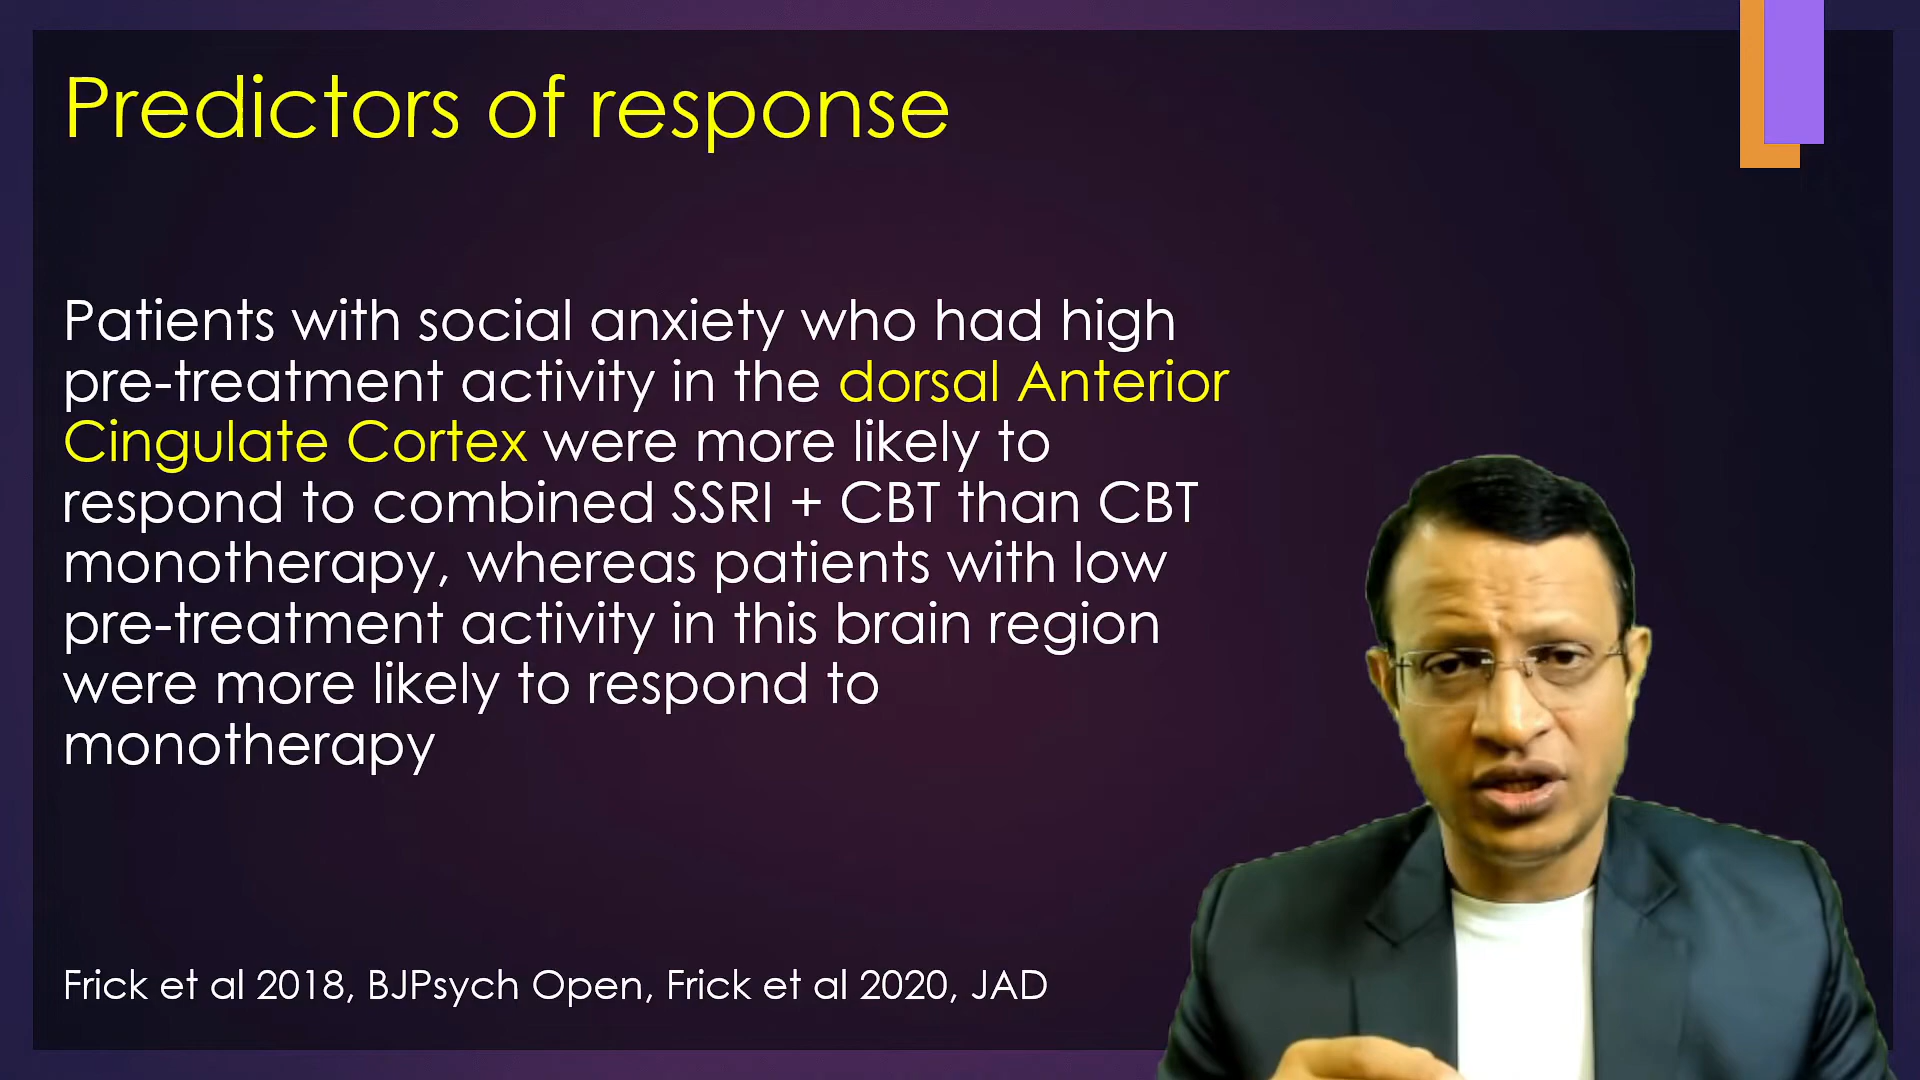 Predictors of response
Patients with social anxiety who had high
pre-treatment activity in the dorsal Anterior
Cingulate Cortex were more likely to
respond to combined SSRI + CBT than CBT
monotherapy, whereas patients with low
pre-treatment activity in this brain region
were more likely to respond to
monotherapy
Frick et al 2018, BJPsych Open, Frick et al 2020, JAD